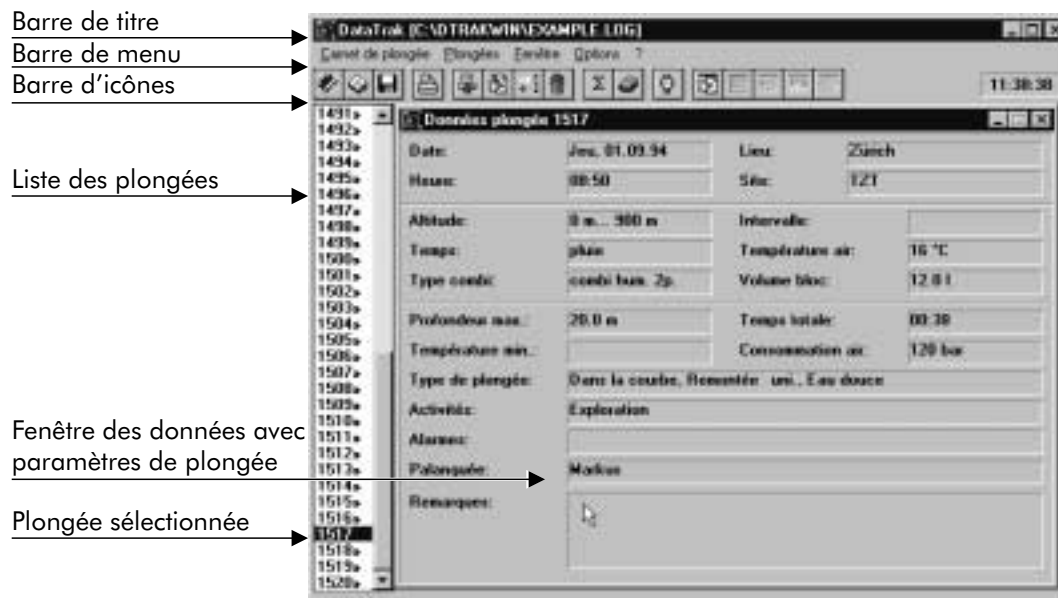 Barre de titre
Barre de menu
Barre d'icônes
Liste des plongées
Fenêtre des données avec
paramètres de plongée
Plongée sélectionnée
DataTrak [C:\DTRAKWIN\EXAMPLE.LOG]
Carnet de plongée Plongées Fenêtre Options ?
11:38:38
1491»
1492»
1493»
1494»
1495»
1496»
1497»
1498»
1499»
1500»
1501»
1502»
1503»
1504»
1505»
1506»
1507»
1508»
1509»
1510»
1511»
1512»
1513»
1514»
1515»
1516»
1517
1518»
1519»
1520»
Données plongée 1517
Date: Jeu, 01.09.94 Lieu: Zürich
Heure: 08:50 Site: TZT
Altitude: 0 m... 900 m Intervalle:
Temps: pluie Température air: 16 °C
Type combi: combi hum. 2p. Volume bloc: 12.0 l
Profondeur max.: 20.0 m Temps totale: 00:38
Température min.: Consommation air: 120 bar
Type de plongée: Dans la courbe, Remontée uni., Eau douce
Activités: Exploration
Alarmes:
Palanquée: Markus
Remarques: